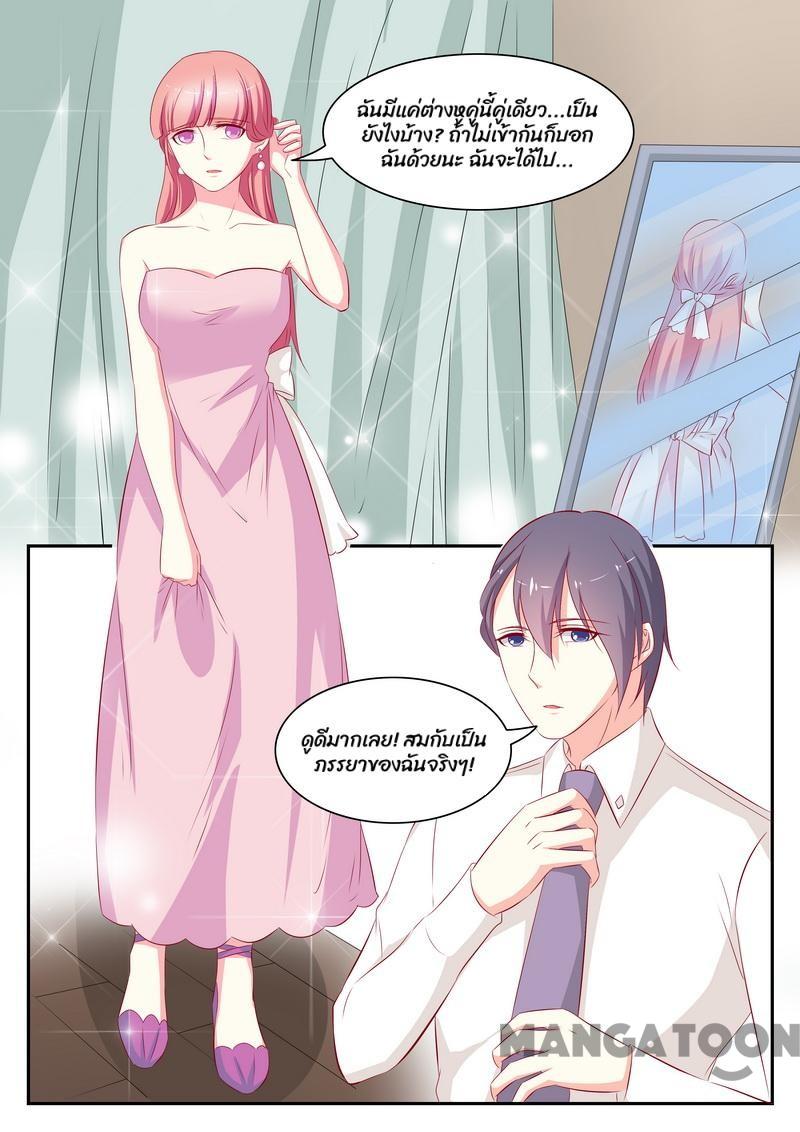 ฉันมีแค่ต่างหูคู่นี้คู่เดียว...เป็น
ยังไงบ้าง? ถ้าไม่เข้ากันก็บอก
ฉันด้วยนะ ฉันจะได้ไป...
ดูดีมากเลย! สมกับเป็น
ภรรยาของฉันจริงๆ!
MANGATOON